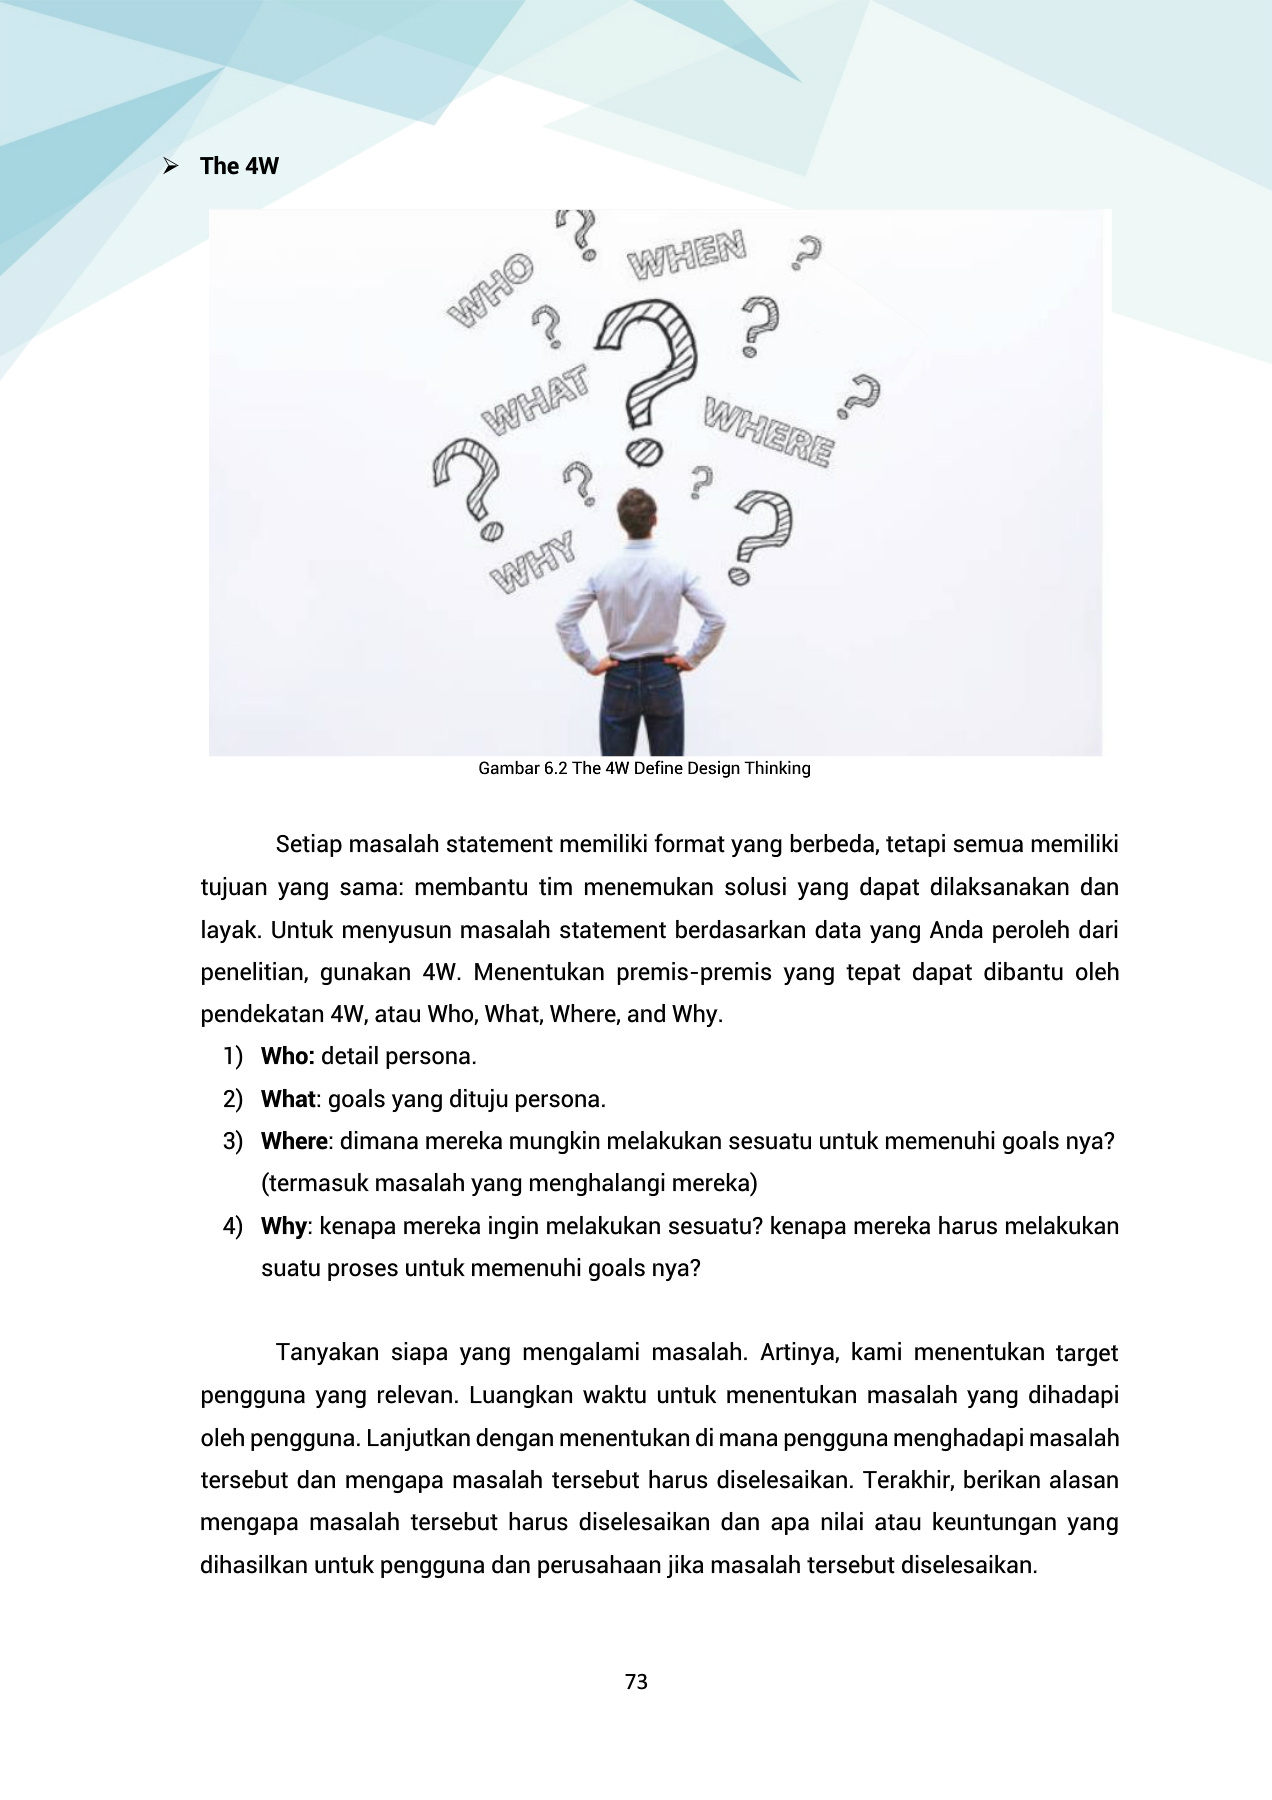 ➢ The 4W
?
WHEN
?
WHO
?
?
?
WHAT
?
WHERE
?
?
?
?
WHY
Gambar 6.2 The 4W Define Design Thinking
Setiap masalah statement memiliki format yang berbeda, tetapi semua memiliki
tujuan yang sama: membantu tim menemukan solusi yang dapat dilaksanakan dan
layak. Untuk menyusun masalah statement berdasarkan data yang Anda peroleh dari
penelitian, gunakan 4W. Menentukan premis-premis yang tepat dapat dibantu oleh
pendekatan 4W, atau Who, What, Where, and Why.
1) Who: detail persona.
2) What: goals yang dituju persona.
3) Where: dimana mereka mungkin melakukan sesuatu untuk memenuhi goals nya?
(termasuk masalah yang menghalangi mereka)
4) Why: kenapa mereka ingin melakukan sesuatu? kenapa mereka harus melakukan
suatu proses untuk memenuhi goals nya?
Tanyakan siapa yang mengalami masalah. Artinya, kami menentukan target
pengguna yang relevan. Luangkan waktu untuk menentukan masalah yang dihadapi
oleh pengguna. Lanjutkan dengan menentukan di mana pengguna menghadapi masalah
tersebut dan mengapa masalah tersebut harus diselesaikan. Terakhir, berikan alasan
mengapa masalah tersebut harus diselesaikan dan apa nilai atau keuntungan yang
dihasilkan untuk pengguna dan perusahaan jika masalah tersebut diselesaikan.
73